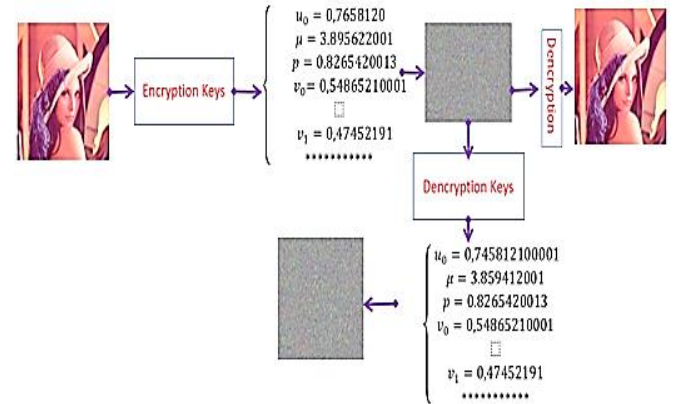 Encryption Keys
u₀ = 0,7658120
μ = 3.895622001
p = 0.8265420013
v₀= 0,54865210001
v₁ = 0,47452191
•••••••••••
Dencryption
Dencryption Keys
u₀ = 0,745812100001
μ = 3.859412001
p = 0.8265420013
v₀ = 0,54865210001
v₁ = 0,47452191
•••••••••••